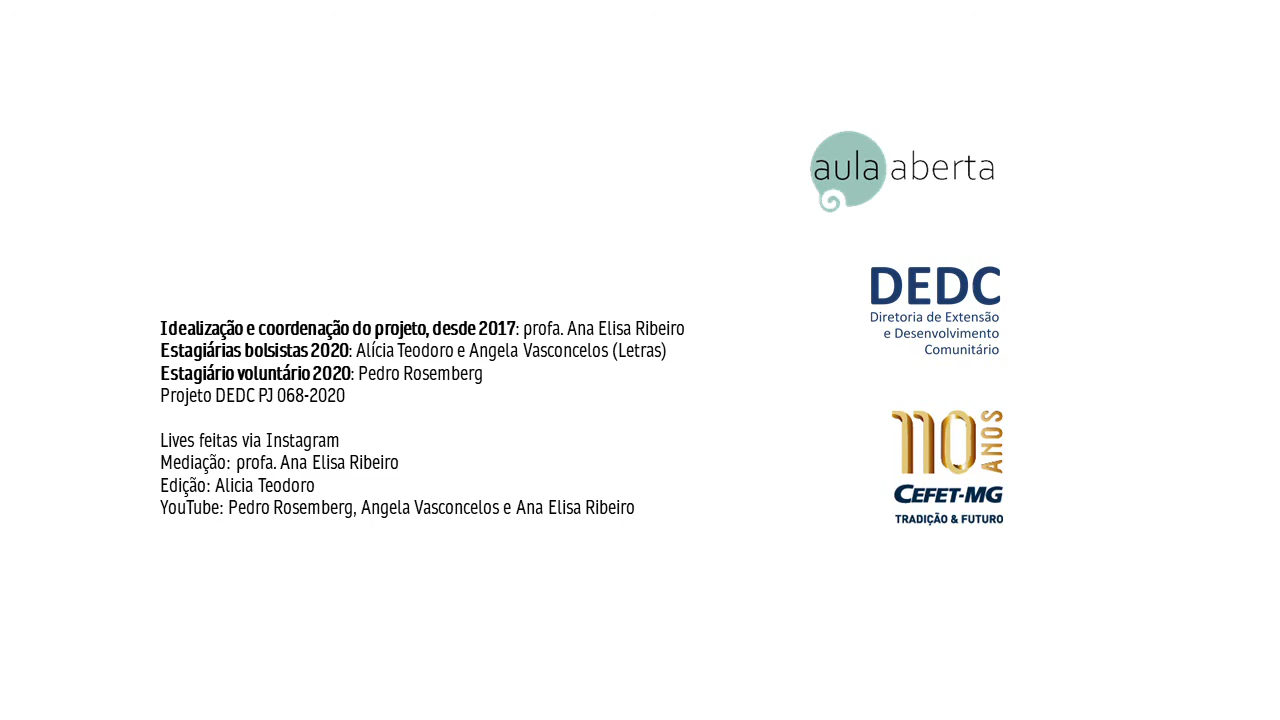 aula aberta
DEDC
Diretoria de Extensão
e Desenvolvimento
Comunitário
Idealização e coordenação do projeto, desde 2017: profa. Ana Elisa Ribeiro
Estagiárias bolsistas 2020: Alícia Teodoro e Angela Vasconcelos (Letras)
Estagiário voluntário 2020: Pedro Rosemberg
Projeto DEDC PJ 068-2020
Lives feitas via Instagram
Mediação: profa. Ana Elisa Ribeiro
Edição: Alicia Teodoro
YouTube: Pedro Rosemberg, Angela Vasconcelos e Ana Elisa Ribeiro
110 ANOS
CEFET-MG
TRADIÇÃO & FUTURO